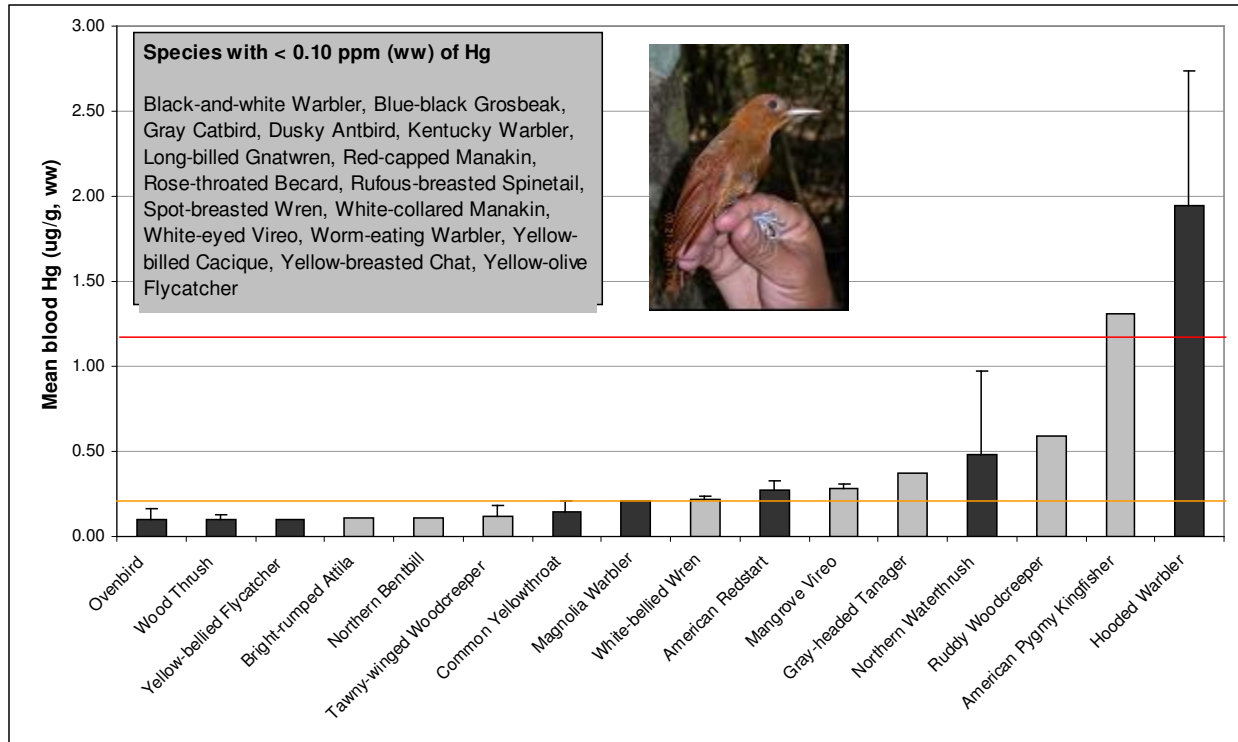 3.00
2.50
2.00
1.50
1.00
0.50
0.00
Mean blood Hg (ug/g, ww)
Species with < 0.10 ppm (ww) of Hg
Black-and-white Warbler, Blue-black Grosbeak,
Gray Catbird, Dusky Antbird, Kentucky Warbler,
Long-billed Gnatwren, Red-capped Manakin,
Rose-throated Becard, Rufous-breasted Spinetail,
Spot-breasted Wren, White-collared Manakin,
White-eyed Vireo, Worm-eating Warbler, Yellow-
billed Cacique, Yellow-breasted Chat, Yellow-olive
Flycatcher
Ovenbird
Wood Thrush
Yellow-bellied Flycatcher
Bright-rumped Attila
Northern Bentbill
Tawny-winged Woodcreeper
Common Yellowthroat
Magnolia Warbler
White-bellied Wren
American Redstart
Mangrove Vireo
Gray-headed Tanager
Northern Waterthrush
Ruddy Woodcreeper
American Pygmy Kingfisher
Hooded Warbler